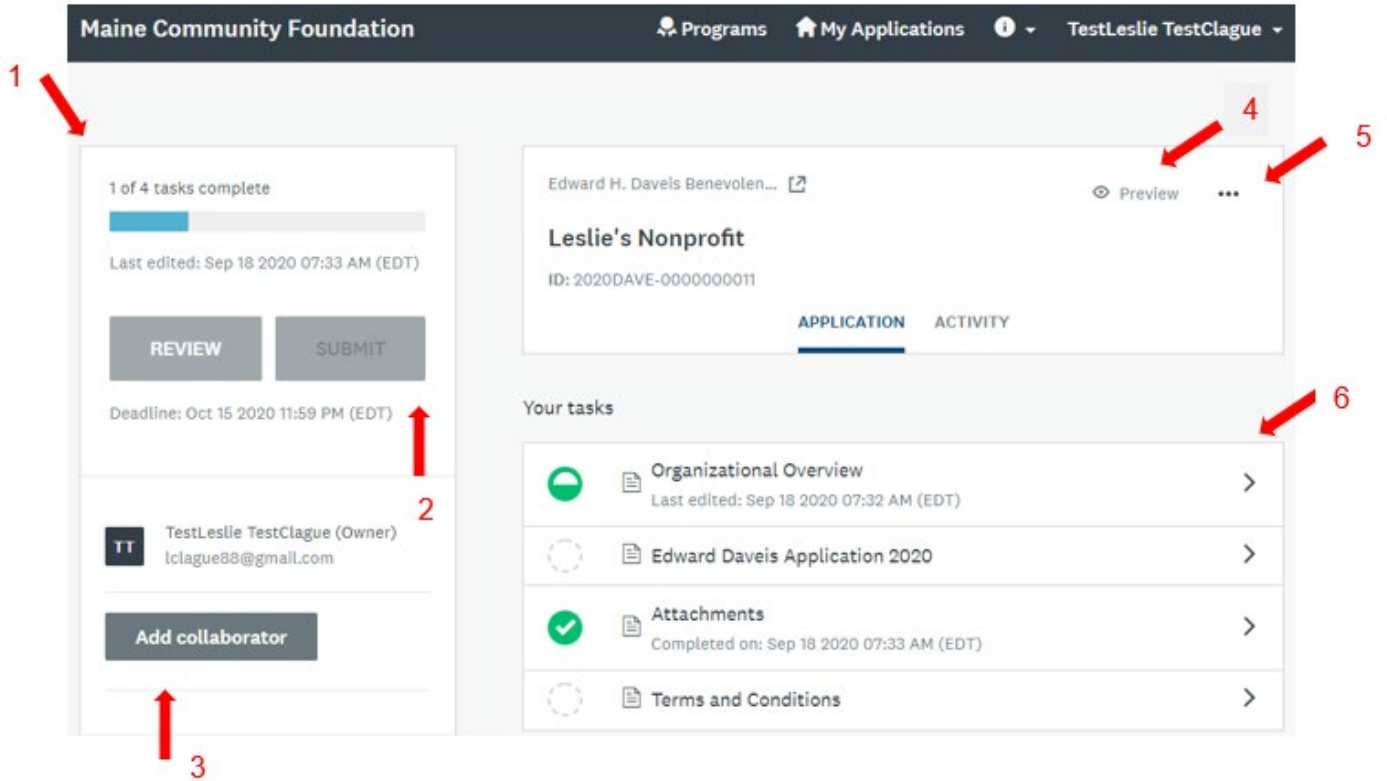 Maine Community Foundation
Programs
My Applications
TestLeslie TestClague
1
4
5
1 of 4 tasks complete
Last edited: Sep 18 2020 07:33 AM (EDT)
REVIEW
SUBMIT
Deadline: Oct 15 2020 11:59 PM (EDT)
2
TT
TestLeslie TestClague (Owner)
lclague88@gmail.com
Add collaborator
3
Edward H. Daveis Benevolen...
Preview
Leslie's Nonprofit
ID: 2020DAVE-0000000011
APPLICATION
ACTIVITY
Your tasks
6
Organizational Overview
Last edited: Sep 18 2020 07:32 AM (EDT)
Edward Daveis Application 2020
Attachments
Completed on: Sep 18 2020 07:33 AM (EDT)
Terms and Conditions